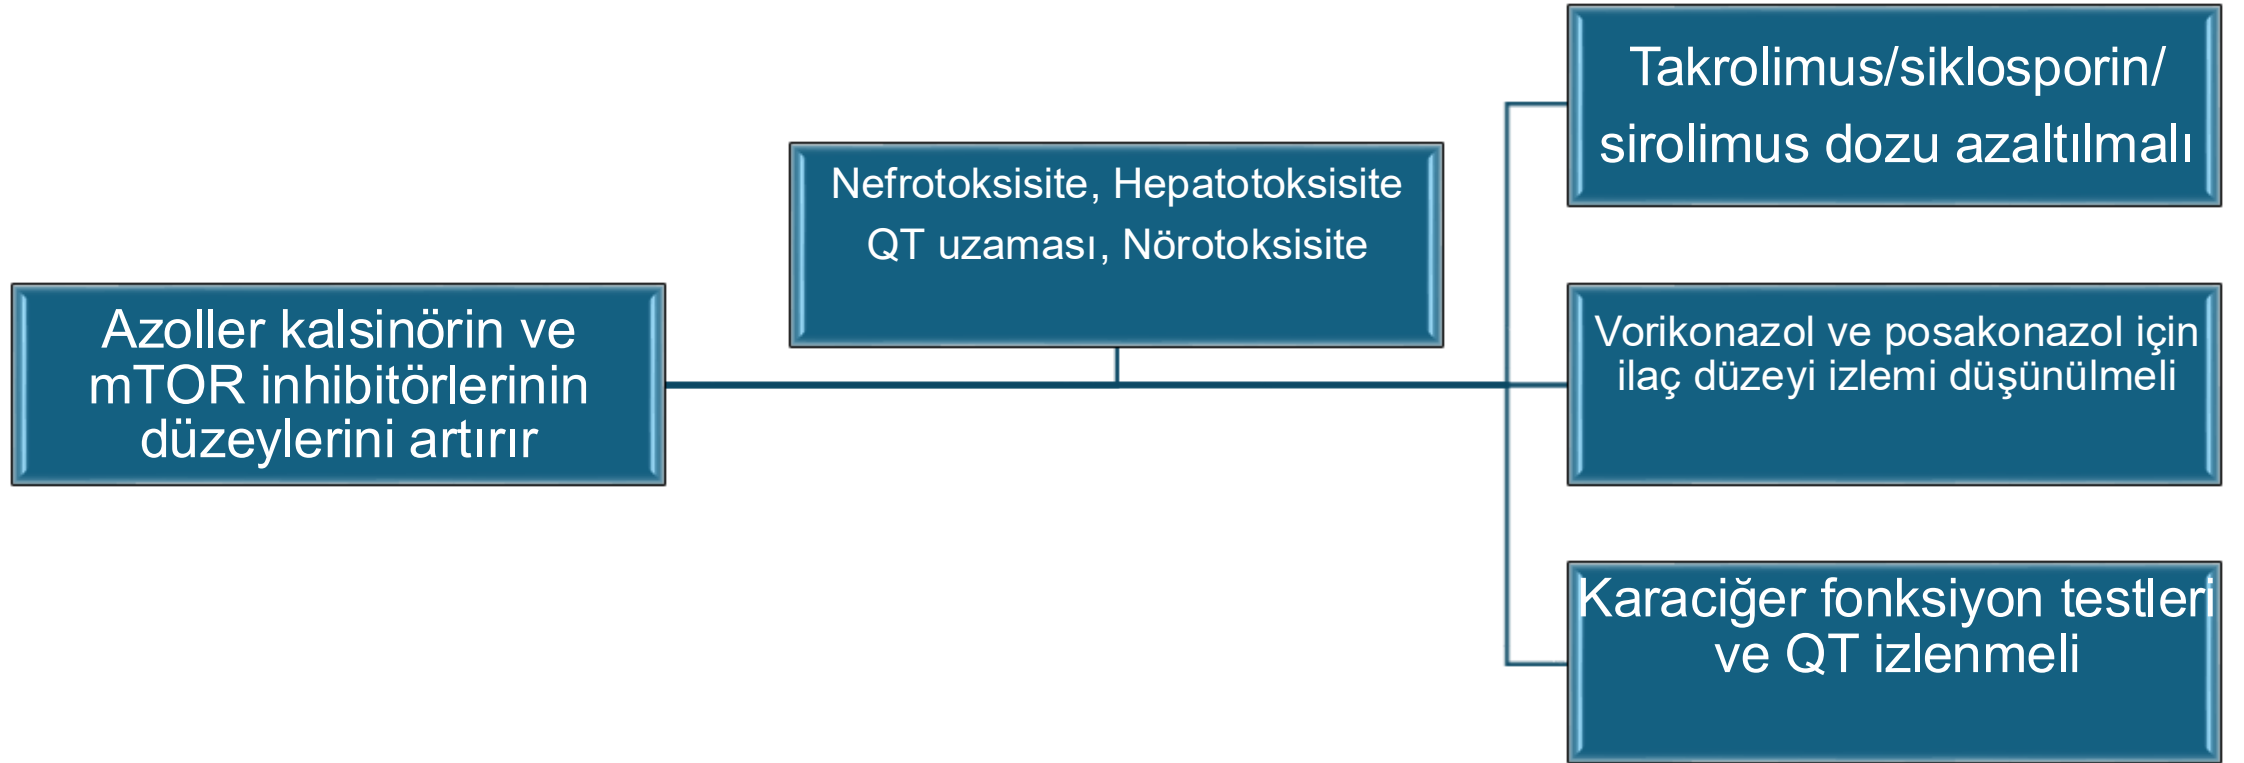 Azoller kalsinörin ve
mTOR inhibitörlerinin
düzeylerini artırır
Nefrotoksisite, Hepatotoksisite
QT uzaması, Nörotoksisite
Takrolimus/siklosporin/
sirolimus dozu azaltılmalı
Vorikonazol ve posakonazol için
ilaç düzeyi izlemi düşünülmeli
Karaciğer fonksiyon testleri
ve QT izlenmeli